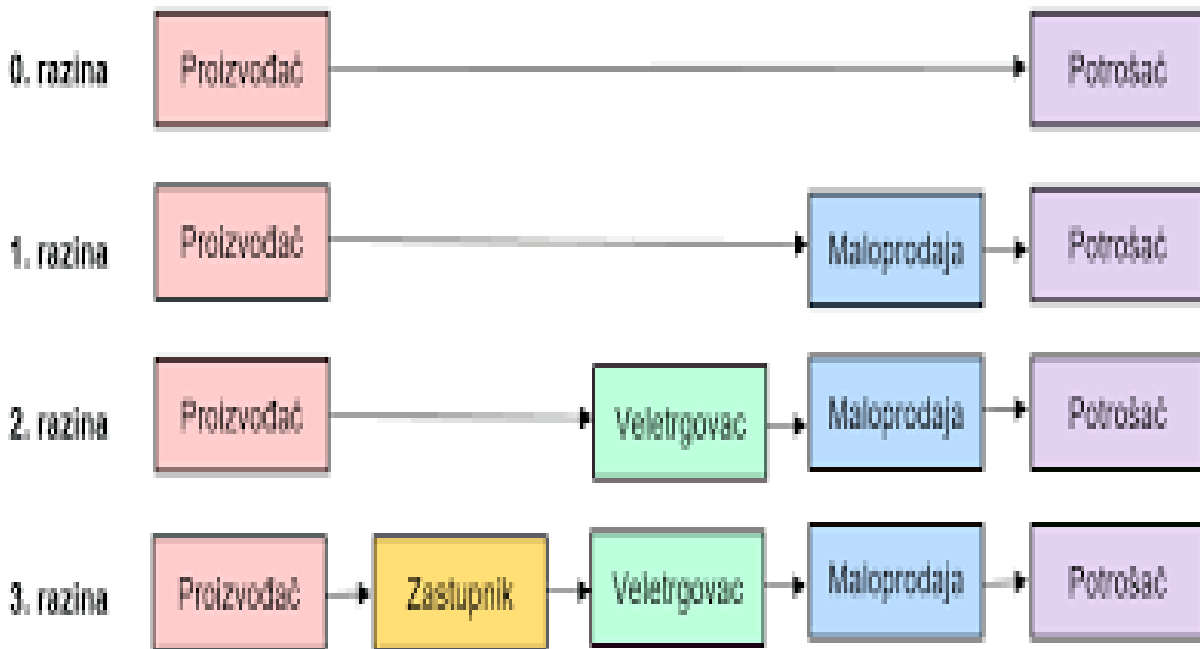 0. razina Proizvođač Potrošač
1. razina Proizvođač Maloprodaja Potrošač
2. razina Proizvođač Veletrgovac Maloprodaja Potrošač
3. razina Proizvođač Zastupnik Veletrgovac Maloprodaja Potrošač